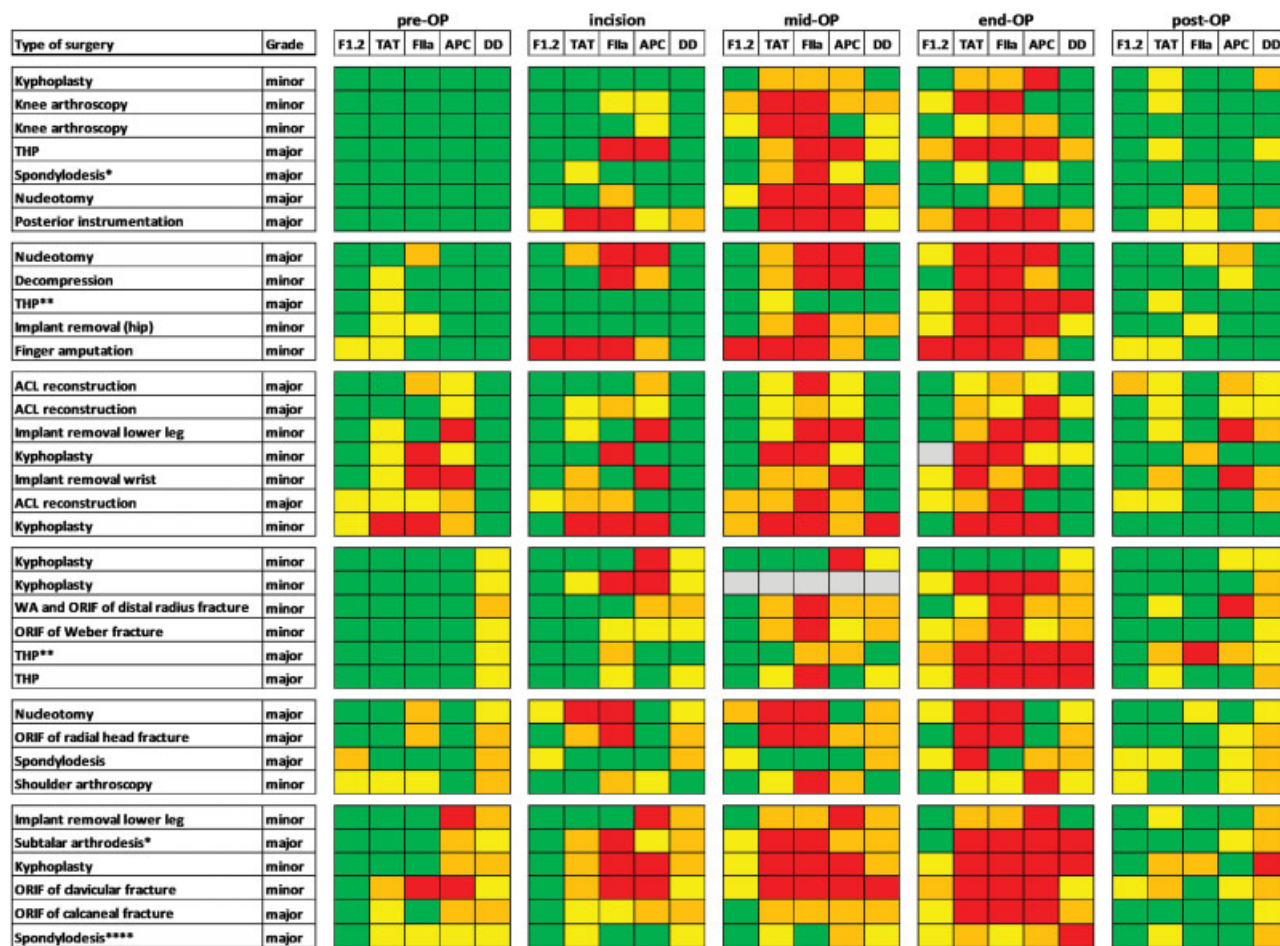 pre-OP incision mid-OP end-OP post-OP
Type of surgery Grade F1.2 TAT FIIa APC DD F1.2 TAT FIIa APC DD F1.2 TAT FIIa APC DD F1.2 TAT FIIa APC DD F1.2 TAT FIIa APC DD
Kyphoplasty minor
Knee arthroscopy minor
Knee arthroscopy minor
THP major
Spondylodesis* major
Nucleotomy major
Posterior instrumentation major
Nucleotomy major
Decompression minor
THP** major
Implant removal (hip) minor
Finger amputation minor
ACL reconstruction major
ACL reconstruction major
Implant removal lower leg minor
Kyphoplasty minor
Implant removal wrist minor
ACL reconstruction major
Kyphoplasty minor
Kyphoplasty minor
Kyphoplasty minor
WA and ORIF of distal radius fracture minor
ORIF of Weber fracture minor
THP** major
THP major
Nucleotomy major
ORIF of radial head fracture major
Spondylodesis major
Shoulder arthroscopy minor
Implant removal lower leg minor
Subtalar arthrodesis* major
Kyphoplasty minor
ORIF of clavicular fracture minor
ORIF of calcaneal fracture major
Spondylodesis**** major